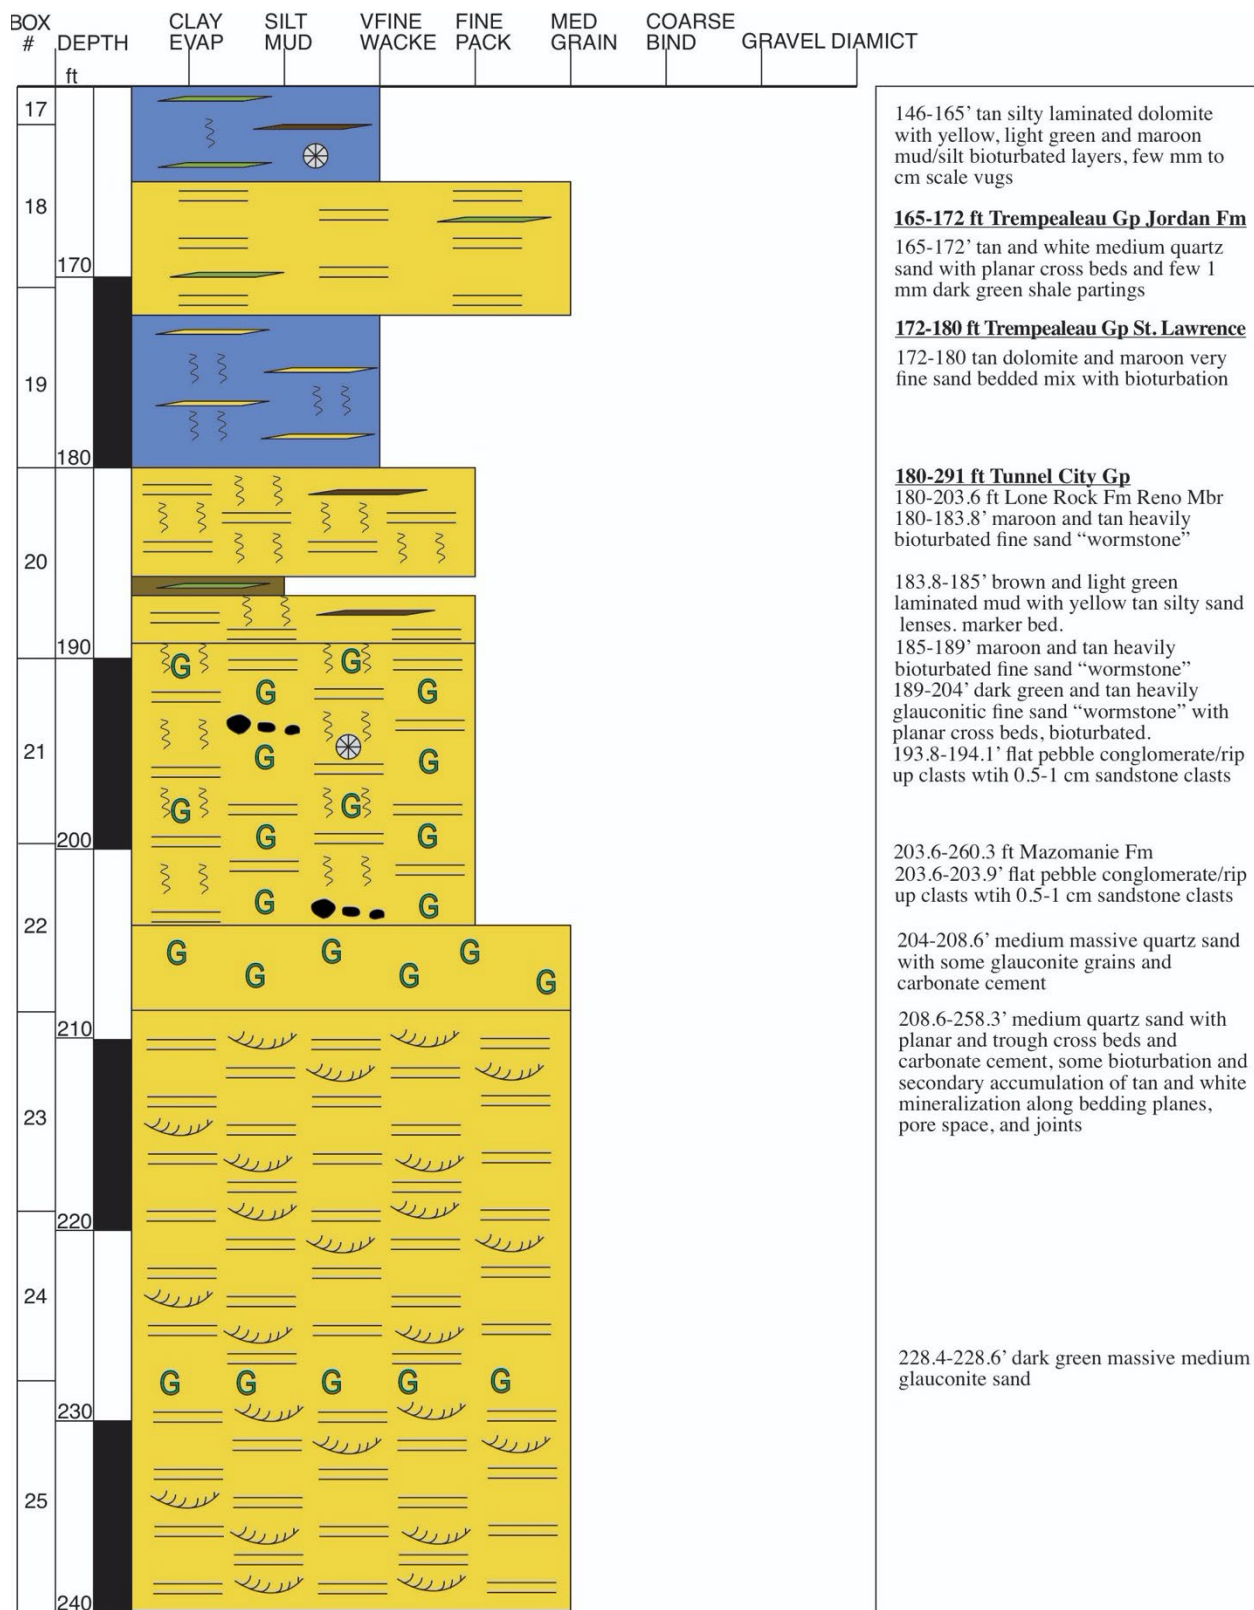 BOX # DEPTH CLAY EVAP SILT MUD VFINE WACKE FINE PACK MED GRAIN COARSE BIND GRAVEL DIAMICT
ft
17
18
170
19
180
20
190
21
200
22
210
23
220
24
230
25
240
G G
G G
G G
G G
G G
G G
G G
G G G
G G G
G G G G G
146-165’ tan silty laminated dolomite
with yellow, light green and maroon
mud/silt bioturbated layers, few mm to
cm scale vugs
165-172 ft Trempealeau Gp Jordan Fm
165-172’ tan and white medium quartz
sand with planar cross beds and few 1
mm dark green shale partings
172-180 ft Trempealeau Gp St. Lawrence
172-180 tan dolomite and maroon very
fine sand bedded mix with bioturbation
180-291 ft Tunnel City Gp
180-203.6 ft Lone Rock Fm Reno Mbr
180-183.8’ maroon and tan heavily
bioturbated fine sand “wormstone”
183.8-185’ brown and light green
laminated mud with yellow tan silty sand
lenses. marker bed.
185-189’ maroon and tan heavily
bioturbated fine sand “wormstone”
189-204’ dark green and tan heavily
glauconitic fine sand “wormstone” with
planar cross beds, bioturbated.
193.8-194.1’ flat pebble conglomerate/rip
up clasts wtih 0.5-1 cm sandstone clasts
203.6-260.3 ft Mazomanie Fm
203.6-203.9’ flat pebble conglomerate/rip
up clasts wtih 0.5-1 cm sandstone clasts
204-208.6’ medium massive quartz sand
with some glauconite grains and
carbonate cement
208.6-258.3’ medium quartz sand with
planar and trough cross beds and
carbonate cement, some bioturbation and
secondary accumulation of tan and white
mineralization along bedding planes,
pore space, and joints
228.4-228.6’ dark green massive medium
glauconite sand